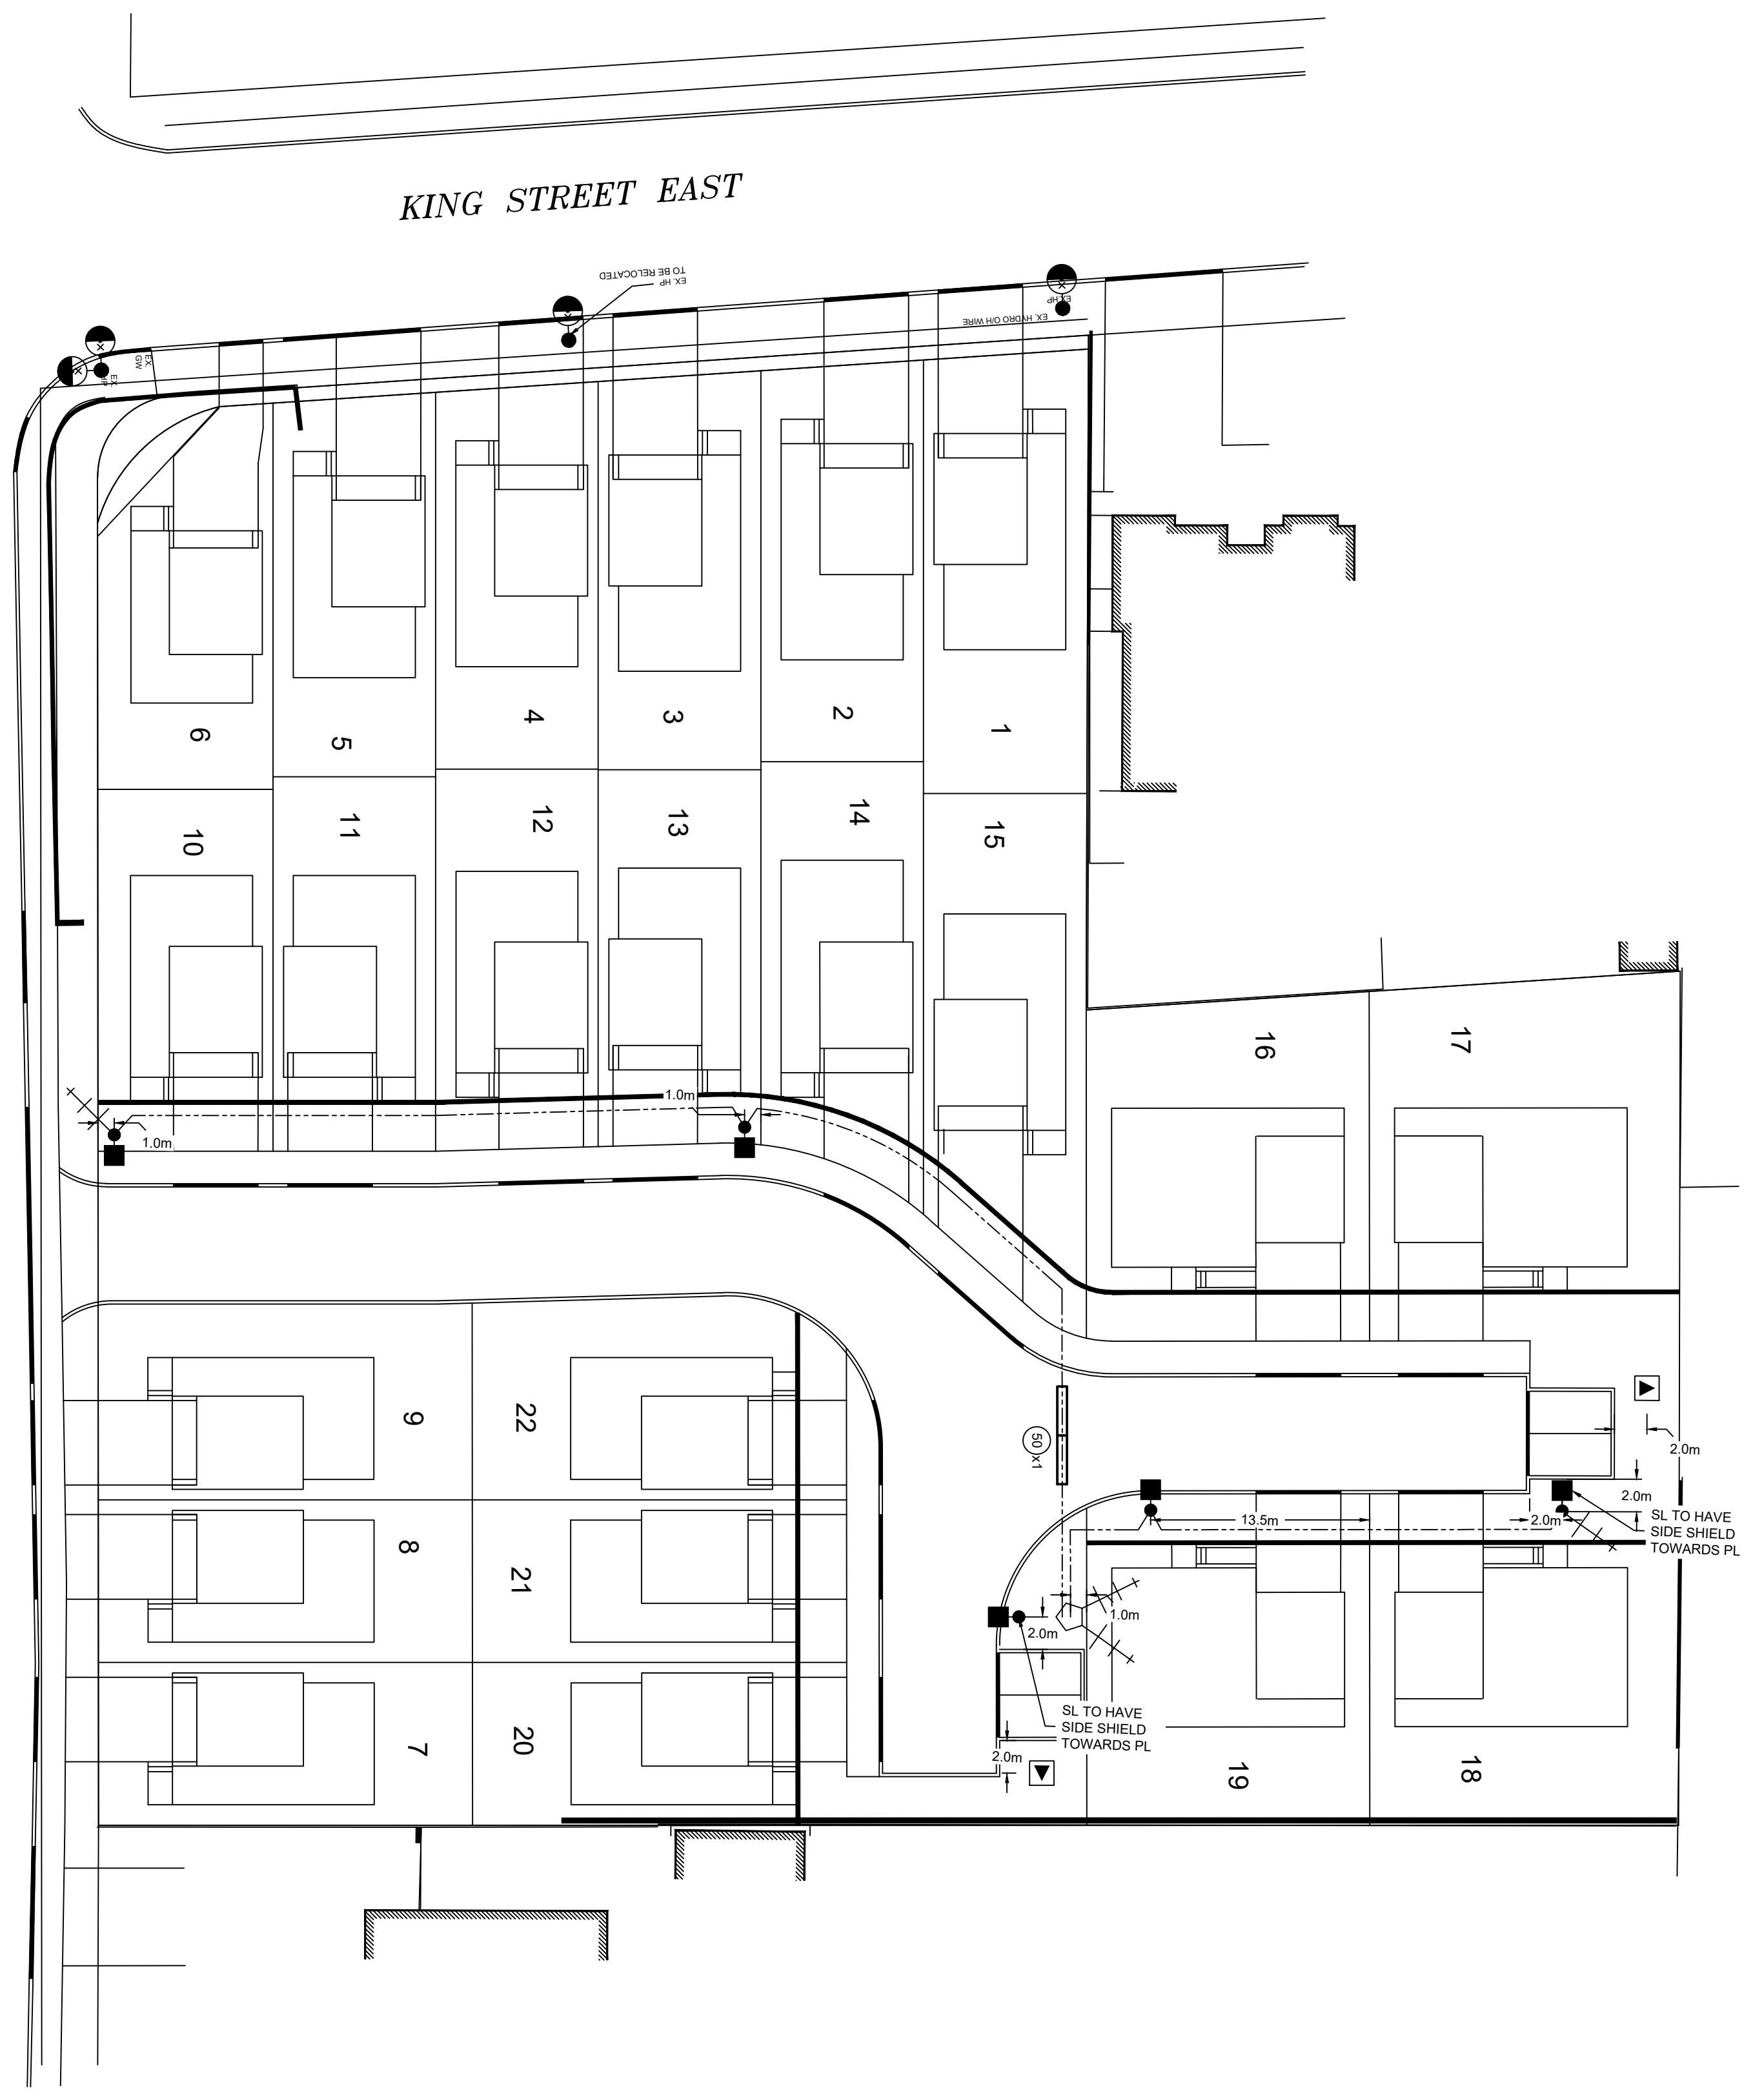 KING STREET EAST
EX. HP
TO BE RELOCATED
EX.HP
EX. HYDRO O/H WIRE
EX.
GW
EX.
HP
6
5
4
3
2
1
10
11
12
13
14
15
16
17
1.0m
1.0m
9
22
50
x1
2.0m
2.0m
13.5m
2.0m
SL TO HAVE
SIDE SHIELD
TOWARDS PL
8
21
1.0m
2.0m
SL TO HAVE
SIDE SHIELD
TOWARDS PL
2.0m
7
20
19
18